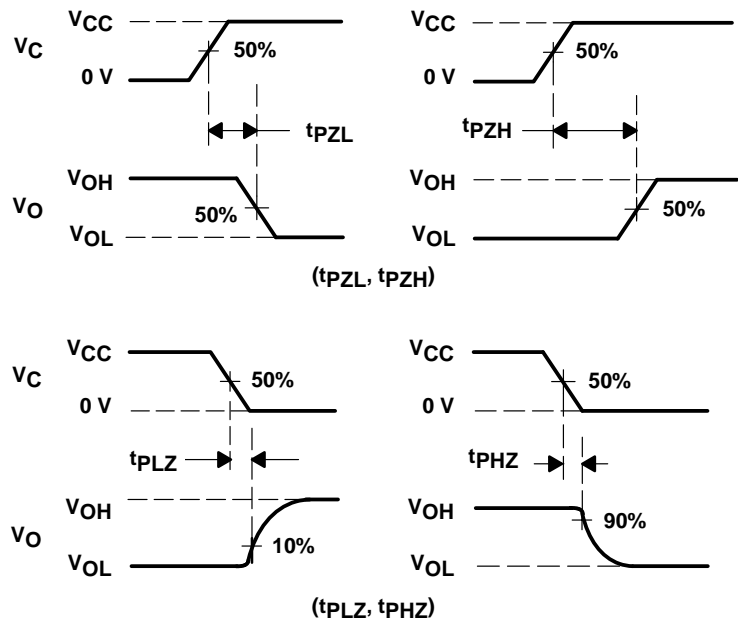 VCC
VC
50%
0 V
tPZL
VOH
VO
50%
VOL
VCC
50%
0 V
tPZH
VOH
50%
VOL
(tPZL, tPZH)
VCC
VC
50%
0 V
tPLZ
VOH
VO
10%
VOL
VCC
50%
0 V
tPHZ
VOH
90%
VOL
(tPLZ, tPHZ)